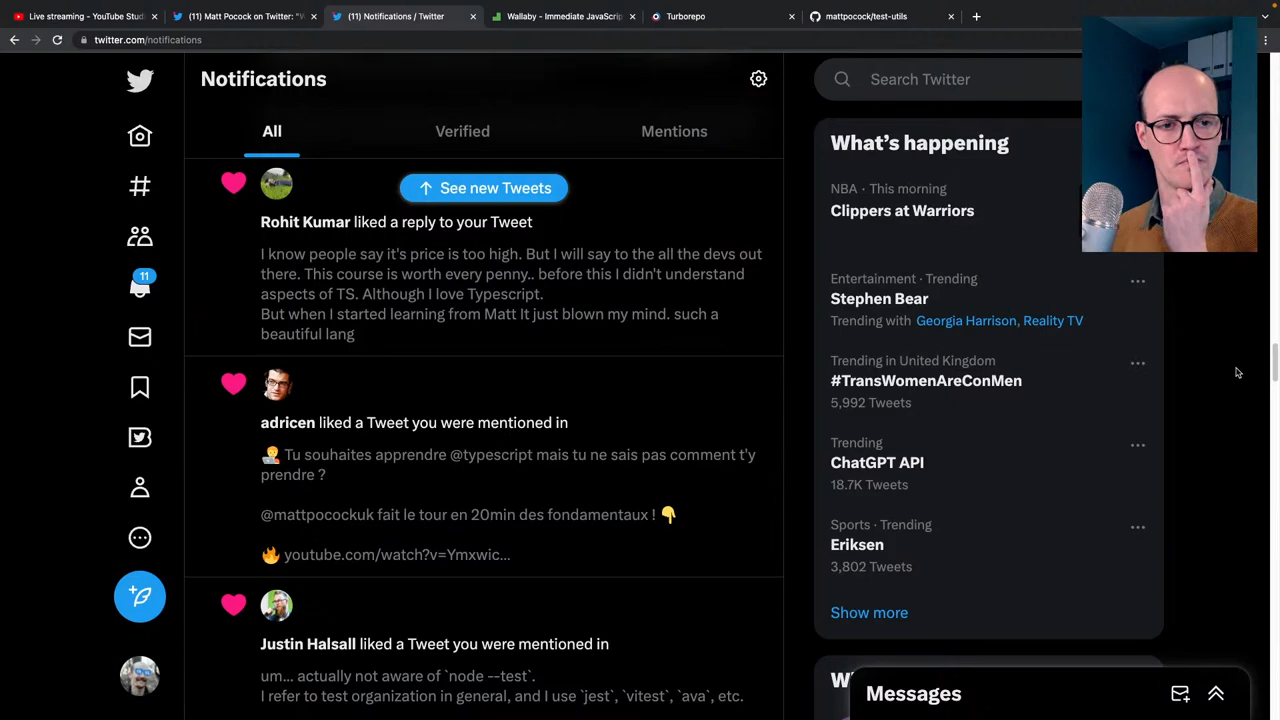 Live streaming - YouTube Stud
(11) Matt Pocock on Twitter: "
(11) Notifications / Twitter
Wallaby - Immediate JavaScri
Turborepo
mattpocock/test-utils
twitter.com/notifications
Notifications
All
Verified
Mentions
See new Tweets
Rohit Kumar liked a reply to your Tweet
I know people say it's price is too high. But I will say to the all the devs out
there. This course is worth every penny.. before this I didn't understand
aspects of TS. Although I love Typescript.
But when I started learning from Matt It just blown my mind. such a
beautiful lang
11
adricen liked a Tweet you were mentioned in
Tu souhaites apprendre @typescript mais tu ne sais pas comment t'y
prendre ?
@mattpocockuk fait le tour en 20min des fondamentaux !
youtube.com/watch?v=Ymxwic...
Justin Halsall liked a Tweet you were mentioned in
um... actually not aware of `node --test`.
I refer to test organization in general, and I use `jest`, `vitest`, `ava`, etc.
Search Twitter
What's happening
NBA · This morning
Clippers at Warriors
Entertainment · Trending
Stephen Bear
Trending with Georgia Harrison, Reality TV
Trending in United Kingdom
#TransWomenAreConMen
5,992 Tweets
Trending
ChatGPT API
18.7K Tweets
Sports · Trending
Eriksen
3,802 Tweets
Show more
Messages